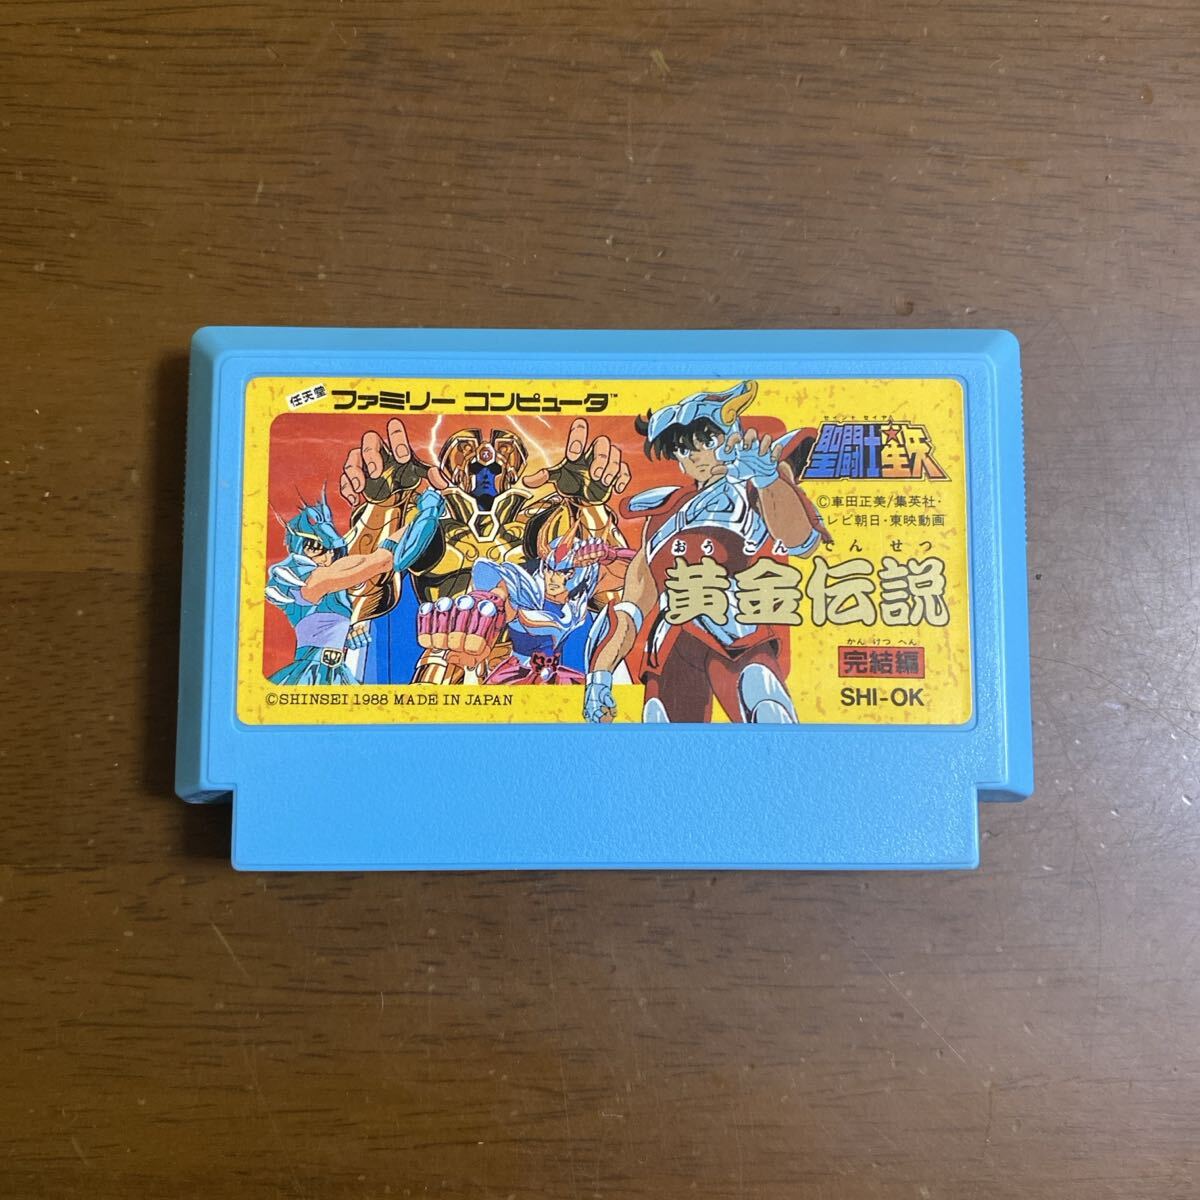 任天堂
ファミリー コンピュータ™
セイント セイヤ
聖闘士星矢
©車田正美/集英社・
テレビ朝日・東映動画
おうごんでんせつ
黄金伝説
かんけつへん
完結編
SHI-OK
©SHINSEI 1988 MADE IN JAPAN